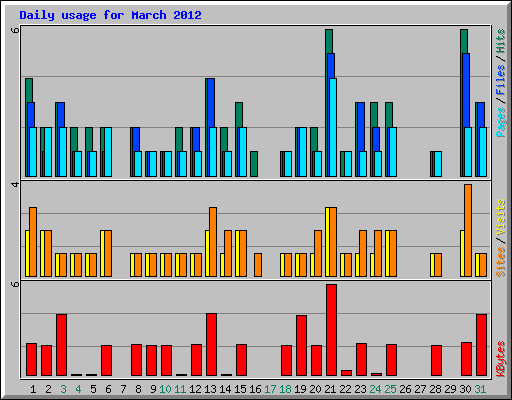 Daily usage for March 2012
6
Pages / Files / Hits
4
Sites / Visits
6
KBytes
1 2 3 4 5 6 7 8 9 10 11 12 13 14 15 16 17 18 19 20 21 22 23 24 25 26 27 28 29 30 31